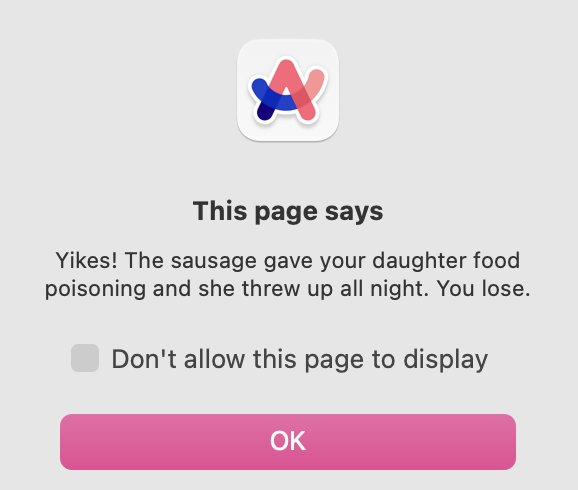 This page says
Yikes! The sausage gave your daughter food
poisoning and she threw up all night. You lose.
Don't allow this page to display
OK